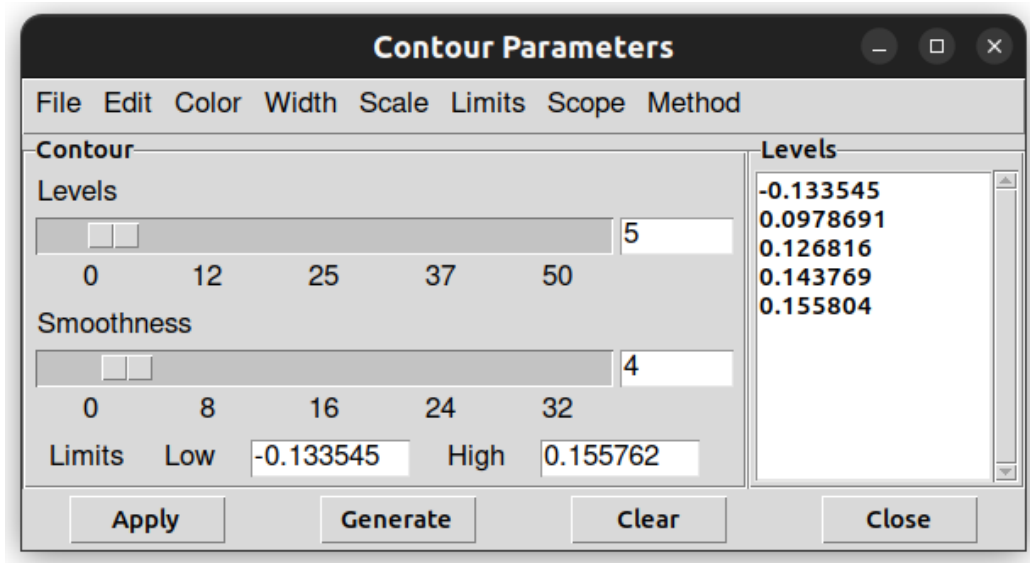 Contour Parameters
File Edit Color Width Scale Limits Scope Method
Contour
Levels
5
0 12 25 37 50
Smoothness
4
0 8 16 24 32
Limits Low -0.133545 High 0.155762
Levels
-0.133545
0.0978691
0.126816
0.143769
0.155804
Apply Generate Clear Close